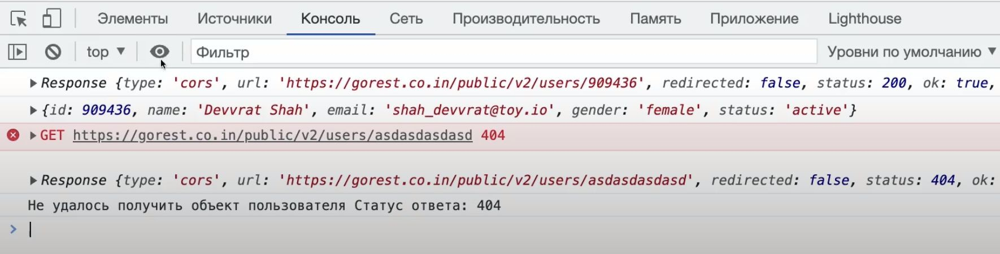 Элементы Источники Консоль Сеть Производительность Память Приложение Lighthouse
top Фильтр Уровни по умолчанию
Response {type: 'cors', url: 'https://gorest.co.in/public/v2/users/909436', redirected: false, status: 200, ok: true,
{id: 909436, name: 'Devvrat Shah', email: 'shah_devvrat@toy.io', gender: 'female', status: 'active'}
GET https://gorest.co.in/public/v2/users/asdasdasdasd 404
Response {type: 'cors', url: 'https://gorest.co.in/public/v2/users/asdasdasdasd', redirected: false, status: 404, ok:
Не удалось получить объект пользователя Статус ответа: 404